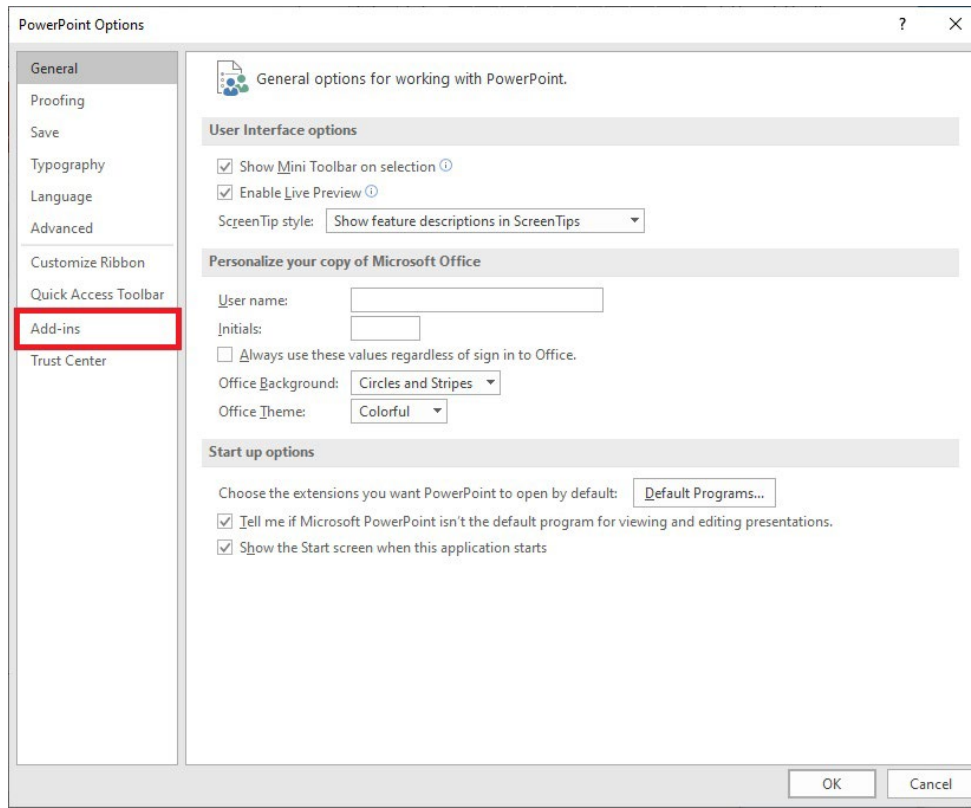 PowerPoint Options
?
General
Proofing
Save
Typography
Language
Advanced
Customize Ribbon
Quick Access Toolbar
Add-ins
Trust Center
General options for working with PowerPoint.
User Interface options
Show Mini Toolbar on selection
Enable Live Preview
ScreenTip style: Show feature descriptions in ScreenTips
Personalize your copy of Microsoft Office
User name:
Initials:
Always use these values regardless of sign in to Office.
Office Background: Circles and Stripes
Office Theme: Colorful
Start up options
Choose the extensions you want PowerPoint to open by default: Default Programs...
Tell me if Microsoft PowerPoint isn't the default program for viewing and editing presentations.
Show the Start screen when this application starts
OK Cancel